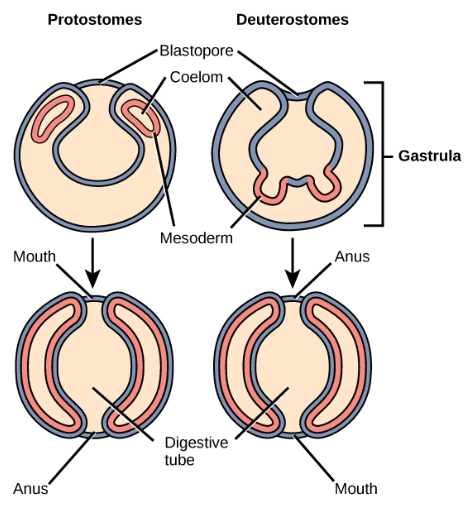 Protostomes
Deuterostomes
Blastopore
Coelom
Gastrula
Mesoderm
Mouth
Anus
Digestive
tube
Anus
Mouth